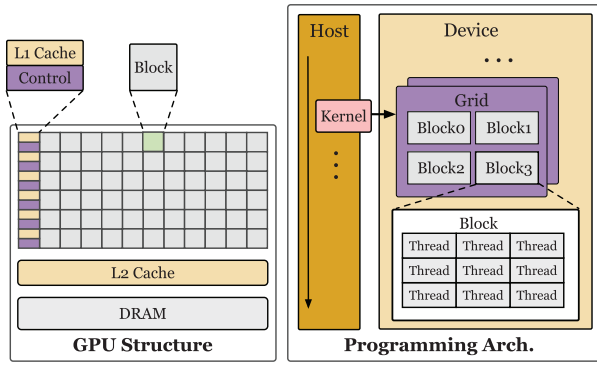 L1 Cache
Control
Block
L2 Cache
DRAM
GPU Structure
Host
Device
...
Kernel
Grid
Block0 Block1
Block2 Block3
Block
Thread Thread Thread
Thread Thread Thread
Thread Thread Thread
Programming Arch.